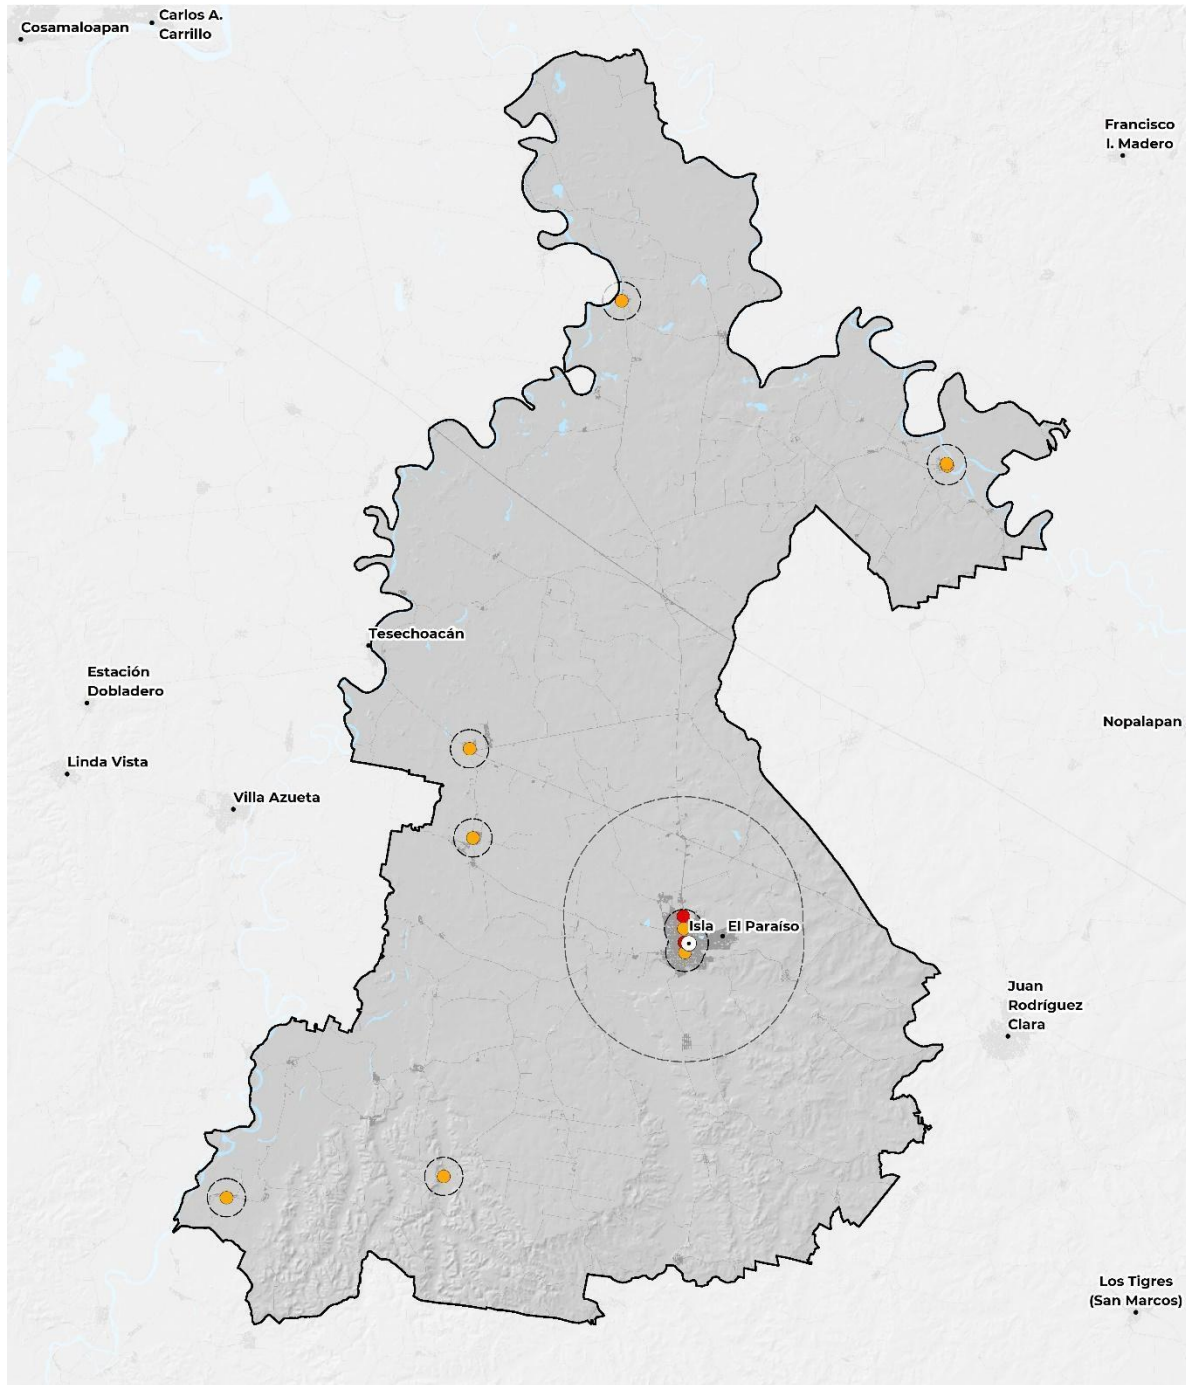 Cosamaloapan
Carlos A.
Carrillo
Francisco
I. Madero
Tesechoacán
Estación
Dobladero
Nopalapan
Linda Vista
Villa Azueta
Isla
El Paraíso
Juan
Rodríguez
Clara
Los Tigres
(San Marcos)